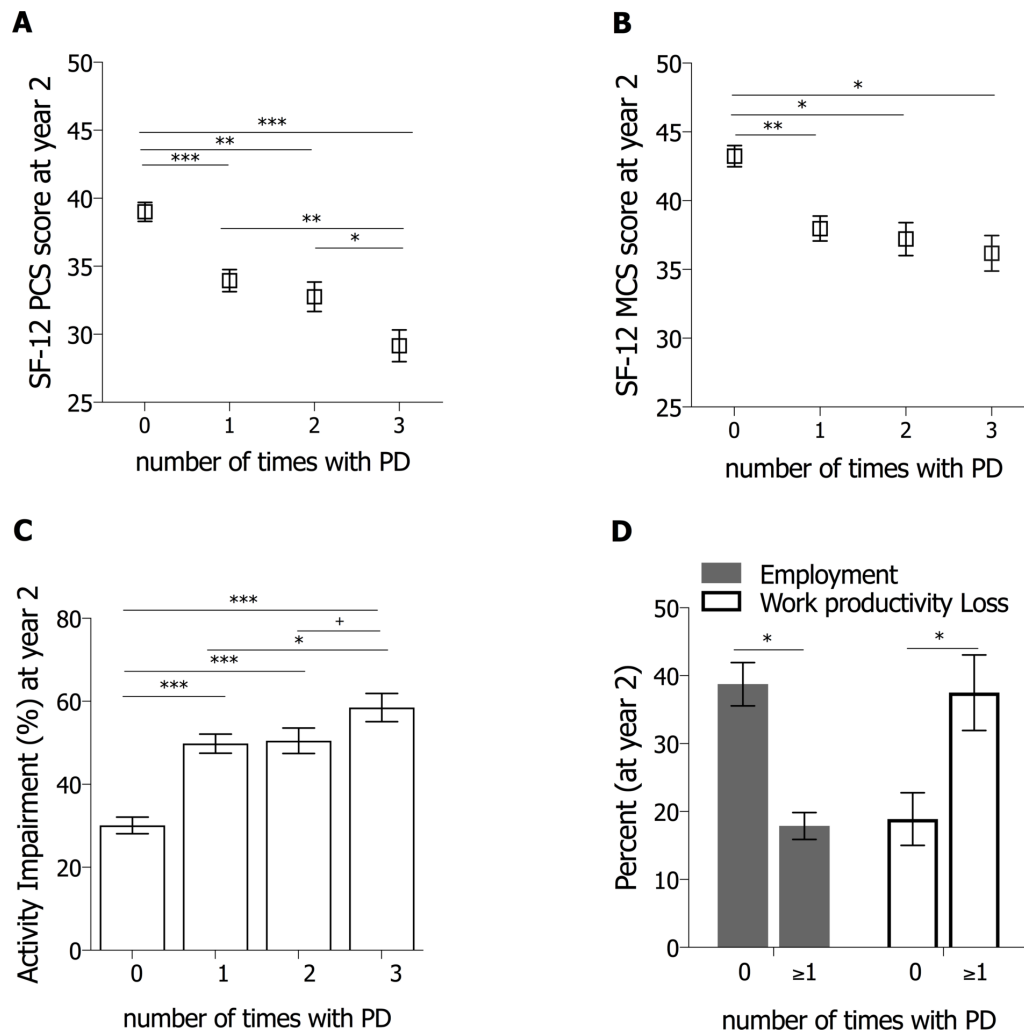 A
SF-12 PCS score at year 2
50
45
40
35
30
25
***
**
***
**
*
0 1 2 3
number of times with PD
B
SF-12 MCS score at year 2
50
45
40
35
30
25
*
*
**
0 1 2 3
number of times with PD
C
Activity Impairment (%) at year 2
80
60
40
20
0
***
+
*
***
***
0 1 2 3
number of times with PD
D
Employment
Work productivity Loss
Percent (at year 2)
50
40
30
20
10
0
* *
0 ≥1 0 ≥1
number of times with PD